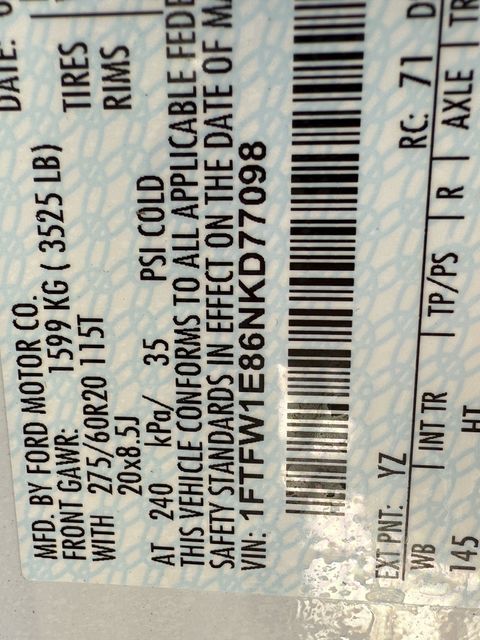 DATE:
MFD. BY FORD MOTOR CO.
FRONT GAWR: TIRES
1599 KG ( 3525 LB) RIMS
WITH 275/60R20 115T
20x8.5J
AT 240 kPa/ 35 PSI COLD
THIS VEHICLE CONFORMS TO ALL APPLICABLE FEDE
SAFETY STANDARDS IN EFFECT ON THE DATE OF M
VIN: 1FTFW1E86NKD77098
EXT PNT: YZ RC: 71 D
WB | INT TR | TP/PS | R | AXLE | TR
145 HT